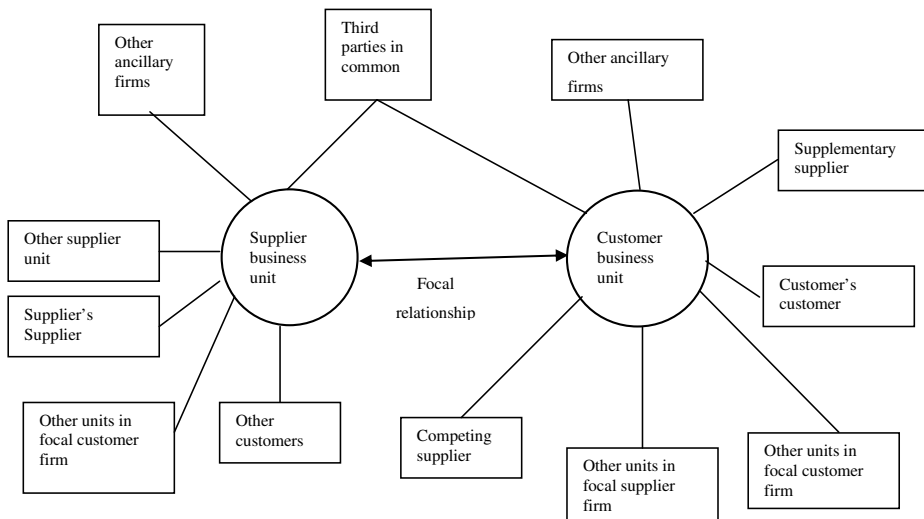 Other
ancillary
firms
Third
parties in
common
Other ancillary
firms
Supplementary
supplier
Other supplier
unit
Supplier
business
unit
Customer
business
unit
Focal
relationship
Customer's
customer
Supplier's
Supplier
Other units in
focal customer
firm
Other
customers
Competing
supplier
Other units in
focal supplier
firm
Other units in
focal customer
firm